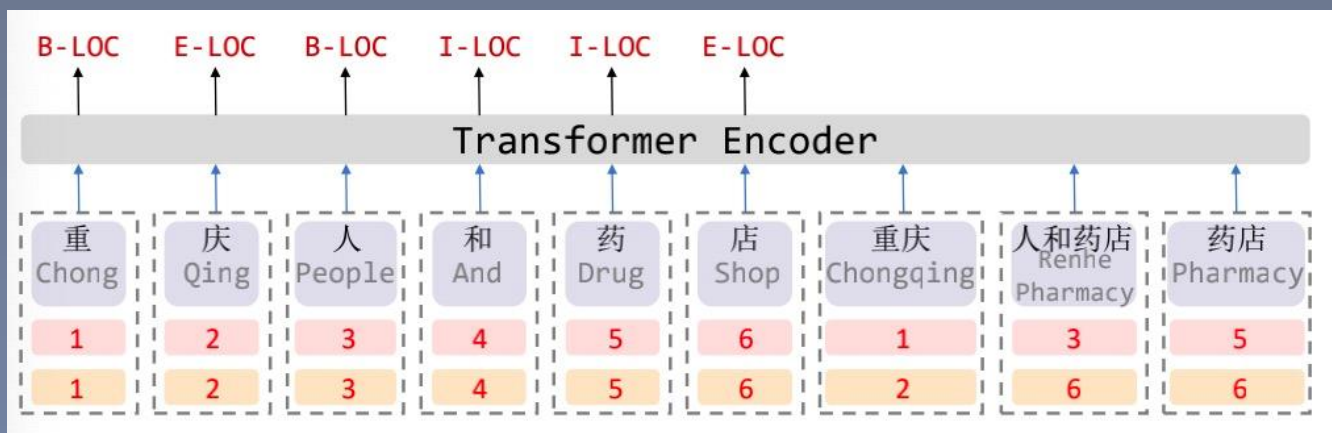 B-LOC E-LOC B-LOC I-LOC I-LOC E-LOC
Transformer Encoder
重 庆 人 和 药 店 重庆 人和药店 药店
Chong Qing People And Drug Shop Chongqing Renhe Pharmacy
Pharmacy
1 2 3 4 5 6 1 3 5
1 2 3 4 5 6 2 6 6